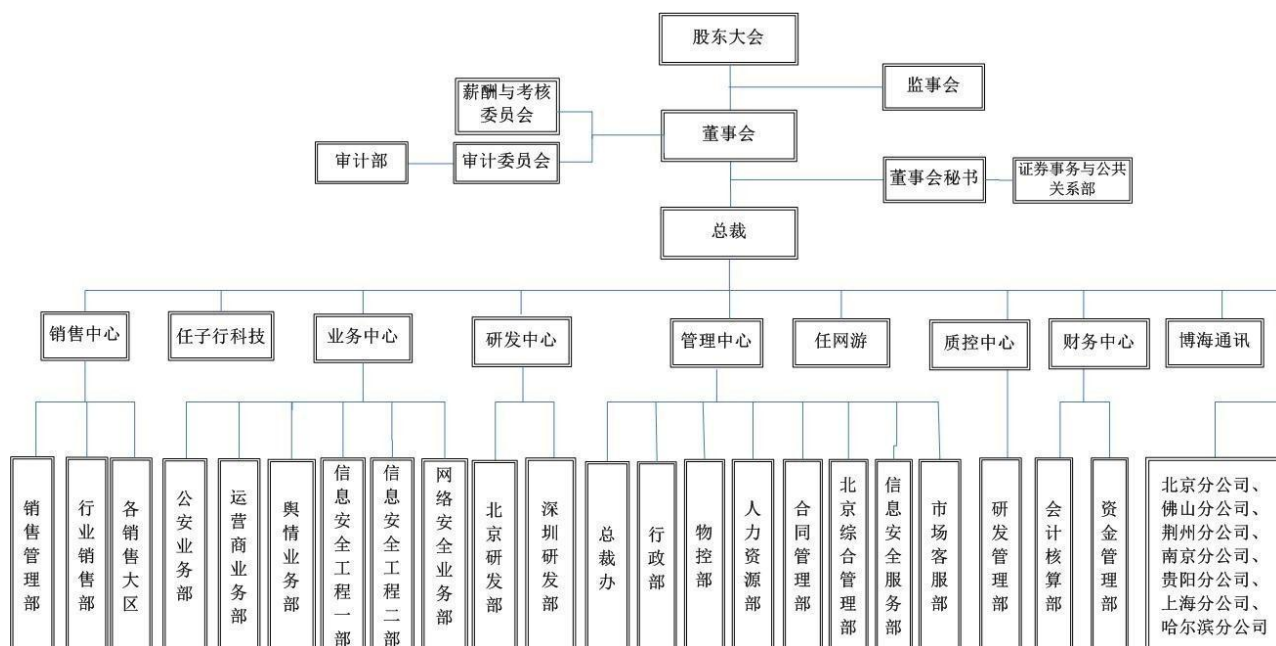 股东大会
监事会
薪酬与考核
委员会
董事会
审计部
审计委员会
董事会秘书
证券事务与公共
关系部
总裁
销售中心
任子行科技
业务中心
研发中心
管理中心
任网游
质控中心
财务中心
博海通讯
销售管理部
行业销售部
各销售大区
公安业务部
运营商业务部
舆情业务部
信息安全工程一部
信息安全工程二部
网络安全业务部
北京研发部
深圳研发部
总裁办
行政部
物控部
人力资源部
合同管理部
北京综合管理部
信息安全服务部
市场客服部
研发管理部
会计核算部
资金管理部
北京分公司、
佛山分公司、
荆州分公司、
南京分公司、
贵阳分公司、
上海分公司、
哈尔滨分公司